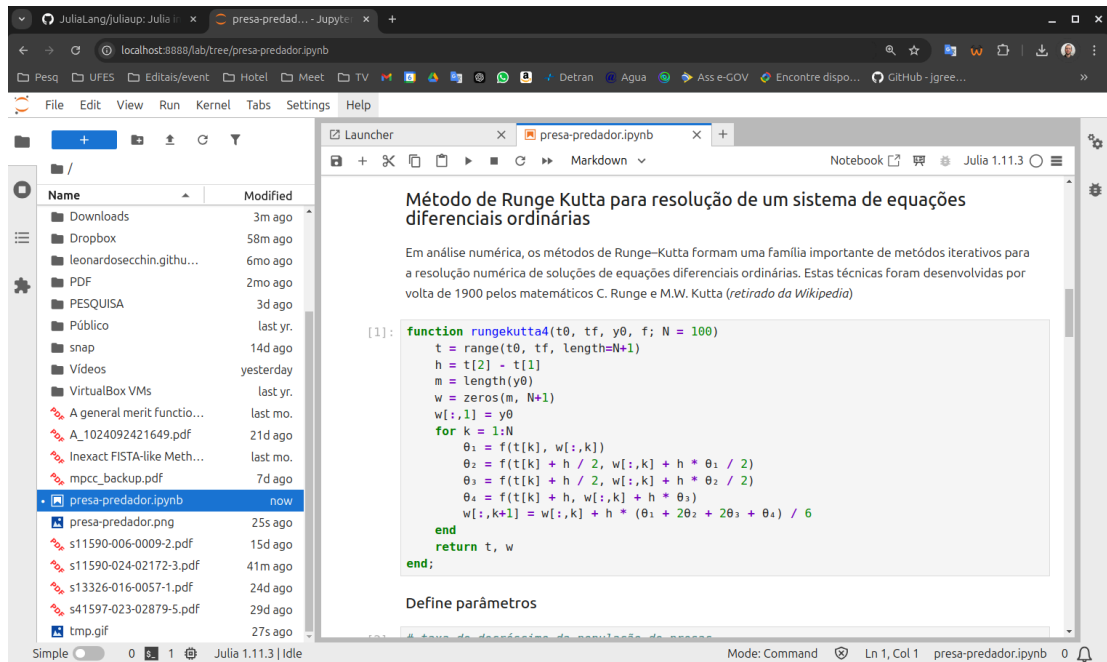 JuliaLang/juliaup: Julia in
presa-predad... - Jupyte
localhost:8888/lab/tree/presa-predador.ipynb
Pesq UFES Editais/event Hotel Meet TV Detran Agua Ass e-GOV Encontre dispo... GitHub - jgree... »
File Edit View Run Kernel Tabs Settings Help
+
/
Name Modified
Downloads 3m ago
Dropbox 58m ago
leonardosecchin.githu... 6mo ago
PDF 2mo ago
PESQUISA 3d ago
Público last yr.
snap 14d ago
Vídeos yesterday
VirtualBox VMs last yr.
A general merit functio... last mo.
A_1024092421649.pdf 21d ago
Inexact FISTA-like Meth... last mo.
mpcc_backup.pdf 7d ago
presa-predador.ipynb now
presa-predador.png 25s ago
s11590-006-0009-2.pdf 15d ago
s11590-024-02172-3.pdf 41m ago
s13326-016-0057-1.pdf 24d ago
s41597-023-02879-5.pdf 29d ago
tmp.gif 27s ago
Launcher presa-predador.ipynb
Markdown Notebook Julia 1.11.3
Método de Runge Kutta para resolução de um sistema de equações
diferenciais ordinárias
Em análise numérica, os métodos de Runge–Kutta formam uma família importante de metódos iterativos para
a resolução numérica de soluções de equações diferenciais ordinárias. Estas técnicas foram desenvolvidas por
volta de 1900 pelos matemáticos C. Runge e M.W. Kutta (retirado da Wikipedia)
[1]: function rungekutta4(t0, tf, y0, f; N = 100)
t = range(t0, tf, length=N+1)
h = t[2] - t[1]
m = length(y0)
w = zeros(m, N+1)
w[:,1] = y0
for k = 1:N
θ₁ = f(t[k], w[:,k])
θ₂ = f(t[k] + h / 2, w[:,k] + h * θ₁ / 2)
θ₃ = f(t[k] + h / 2, w[:,k] + h * θ₂ / 2)
θ₄ = f(t[k] + h, w[:,k] + h * θ₃)
w[:,k+1] = w[:,k] + h * (θ₁ + 2θ₂ + 2θ₃ + θ₄) / 6
end
return t, w
end;
Define parâmetros
Simple 0 1 Julia 1.11.3 | Idle Mode: Command Ln 1, Col 1 presa-predador.ipynb 0